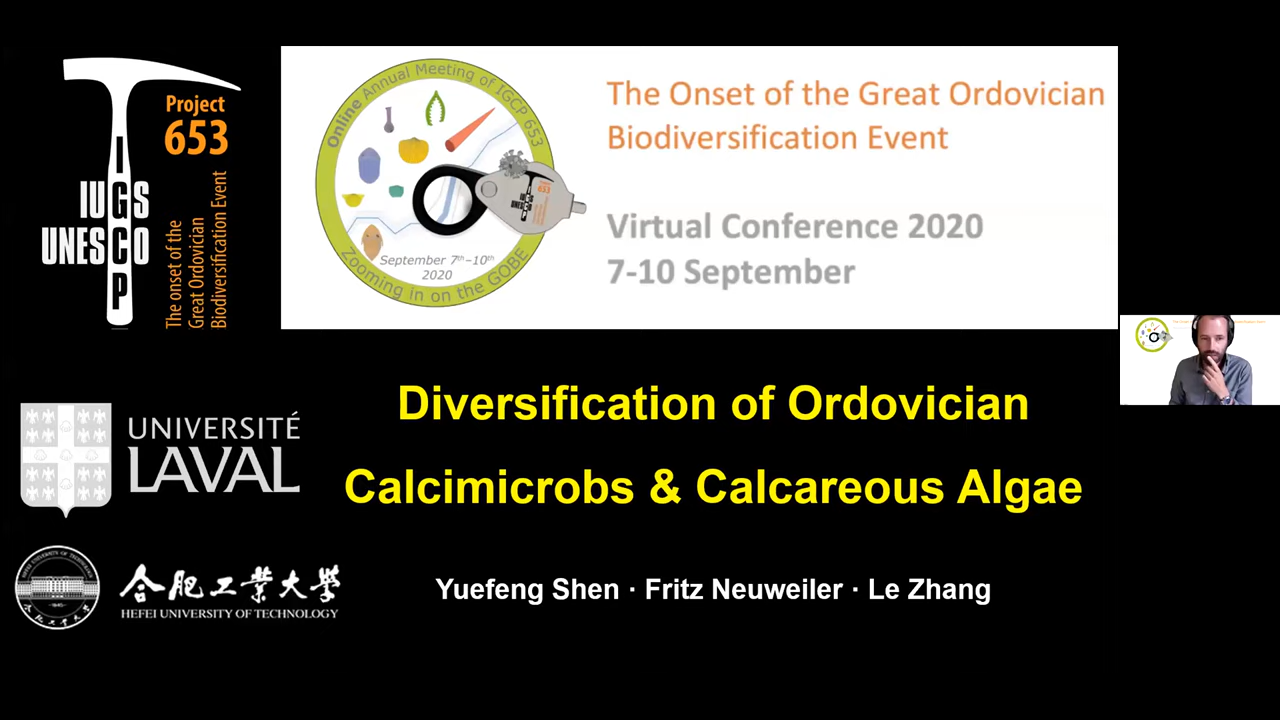 Project
653
IGCP
IUGS
UNESCO
The onset of the
Great Ordovician
Biodiversification Event
Online Annual Meeting of IGCP 653
September 7th-10th
2020
Zooming in on the GOBE
The Onset of the Great Ordovician
Biodiversification Event
Virtual Conference 2020
7-10 September
UNIVERSITÉ
LAVAL
Diversification of Ordovician
Calcimicrobs & Calcareous Algae
合肥工业大学
HEFEI UNIVERSITY OF TECHNOLOGY
Yuefeng Shen · Fritz Neuweiler · Le Zhang